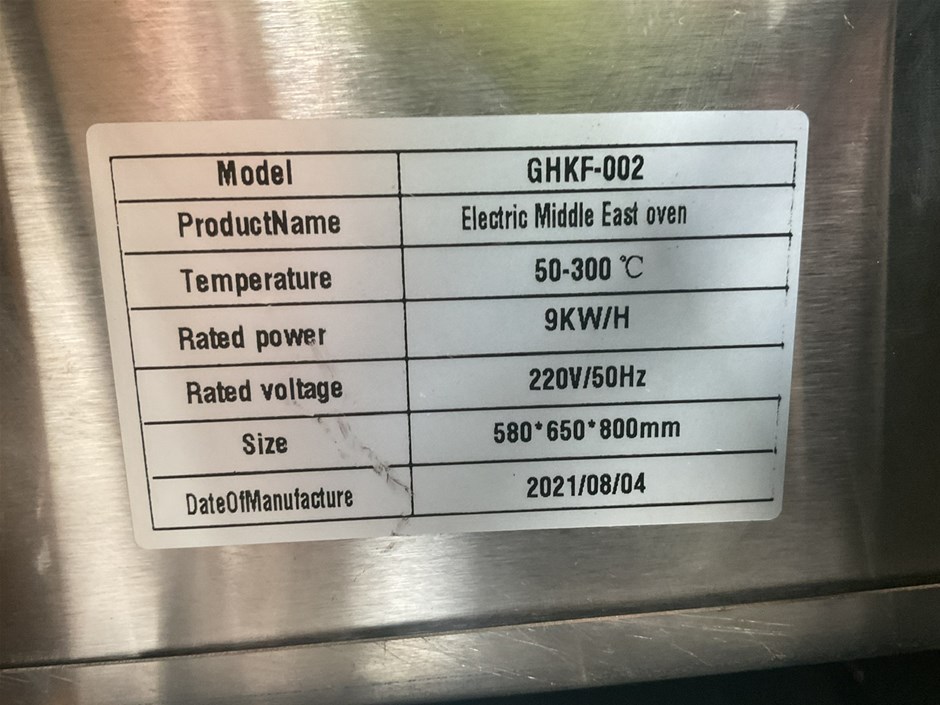 Model GHKF-002
ProductName Electric Middle East oven
Temperature 50-300 ℃
Rated power 9KW/H
Rated voltage 220V/50Hz
Size 580*650*800mm
DateOfManufacture 2021/08/04